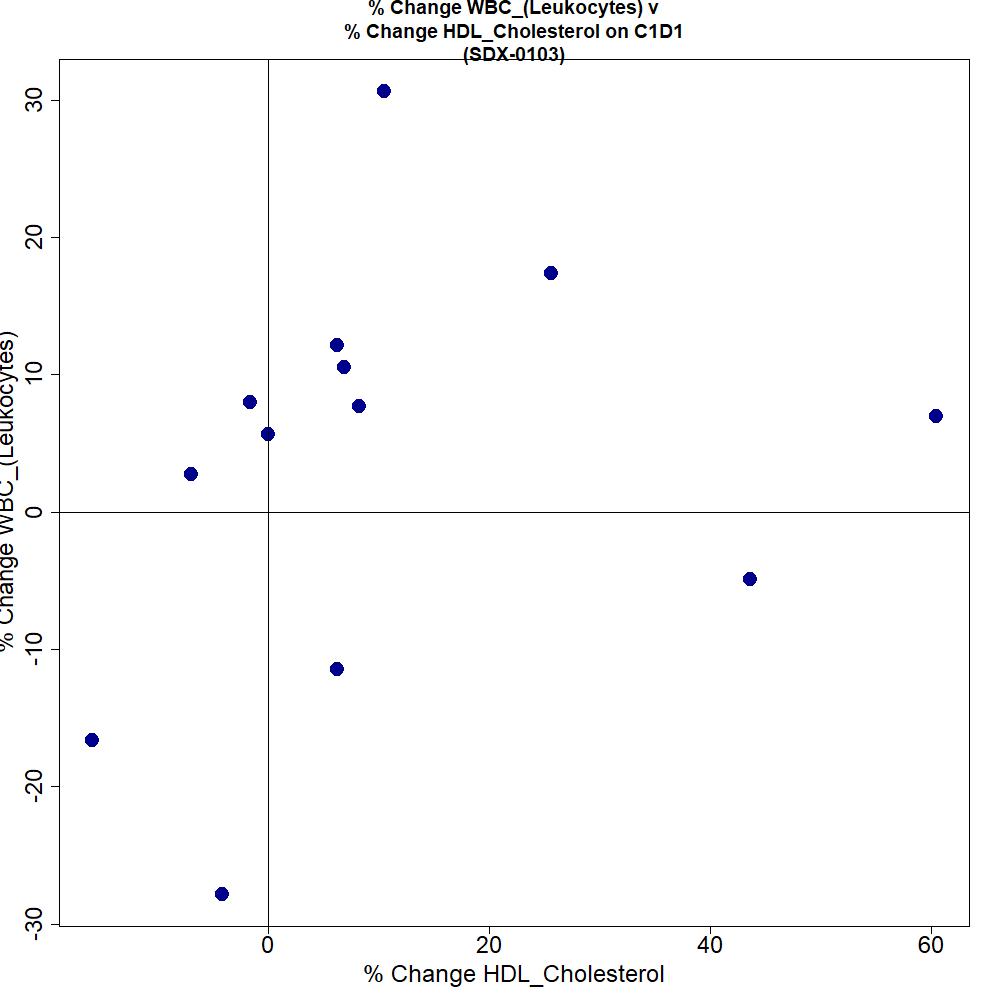 % Change WBC_(Leukocytes) v
% Change HDL_Cholesterol on C1D1
(SDX-0103)
% Change WBC_(Leukocytes)
30
20
10
0
-10
-20
-30
0 20 40 60
% Change HDL_Cholesterol